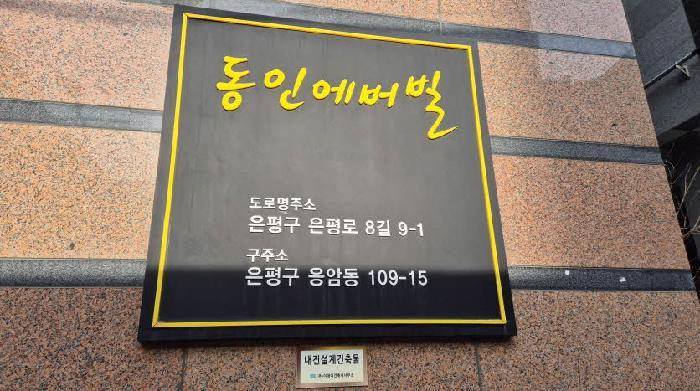 동인에버빌
도로명주소
은평구 은평로 8길 9-1
구주소
은평구 응암동 109-15
내진설계건축물